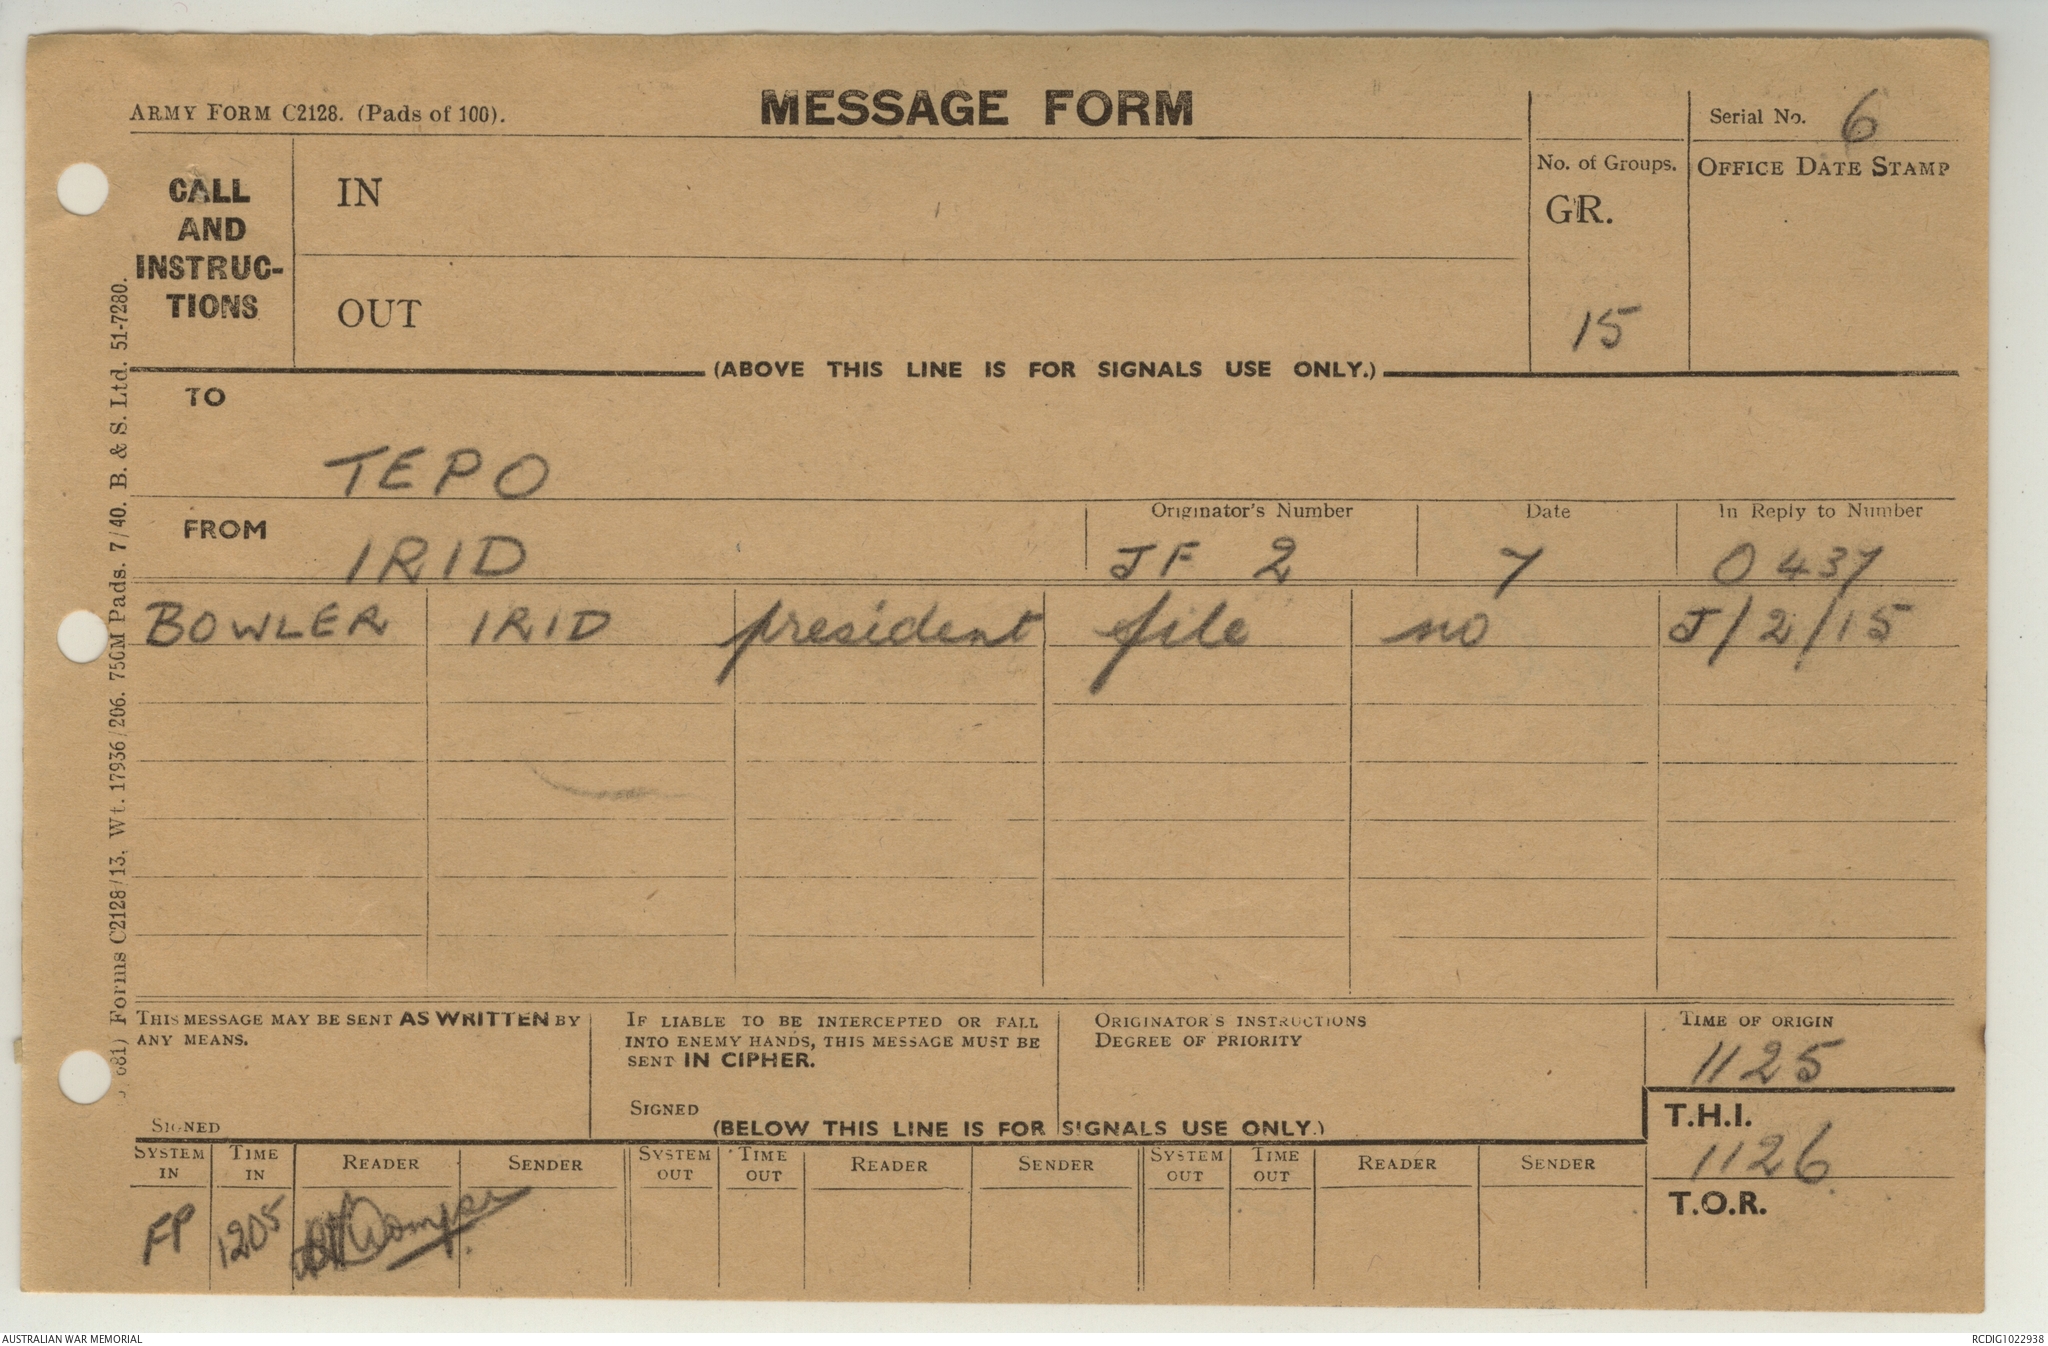 ARMY FORM C2128. (Pads of 100).
MESSAGE FORM
Serial No. 6
CALL AND INSTRUC- TIONS
IN
OUT
No. of Groups.
GR.
15
OFFICE DATE STAMP
(ABOVE THIS LINE IS FOR SIGNALS USE ONLY.)
TO
TEPO
FROM
IRID
Originator's Number
JF 2
Date
7
In Reply to Number
0437
BOWLER IRID president file no J/2/15
THIS MESSAGE MAY BE SENT AS WRITTEN BY
ANY MEANS.
SIGNED
IF LIABLE TO BE INTERCEPTED OR FALL
INTO ENEMY HANDS, THIS MESSAGE MUST BE
SENT IN CIPHER.
SIGNED
ORIGINATOR'S INSTRUCTIONS
DEGREE OF PRIORITY
TIME OF ORIGIN
1125
(BELOW THIS LINE IS FOR SIGNALS USE ONLY.)
T.H.I.
1126
T.O.R.
SYSTEM IN TIME IN READER SENDER SYSTEM OUT TIME OUT READER SENDER SYSTEM OUT TIME OUT READER SENDER
FP 1205
681) Forms C2128/13. Wt. 17936/206. 750M Pads. 7/40. B. & S. Ltd. 51-7280.
AUSTRALIAN WAR MEMORIAL
RCDIG1022938